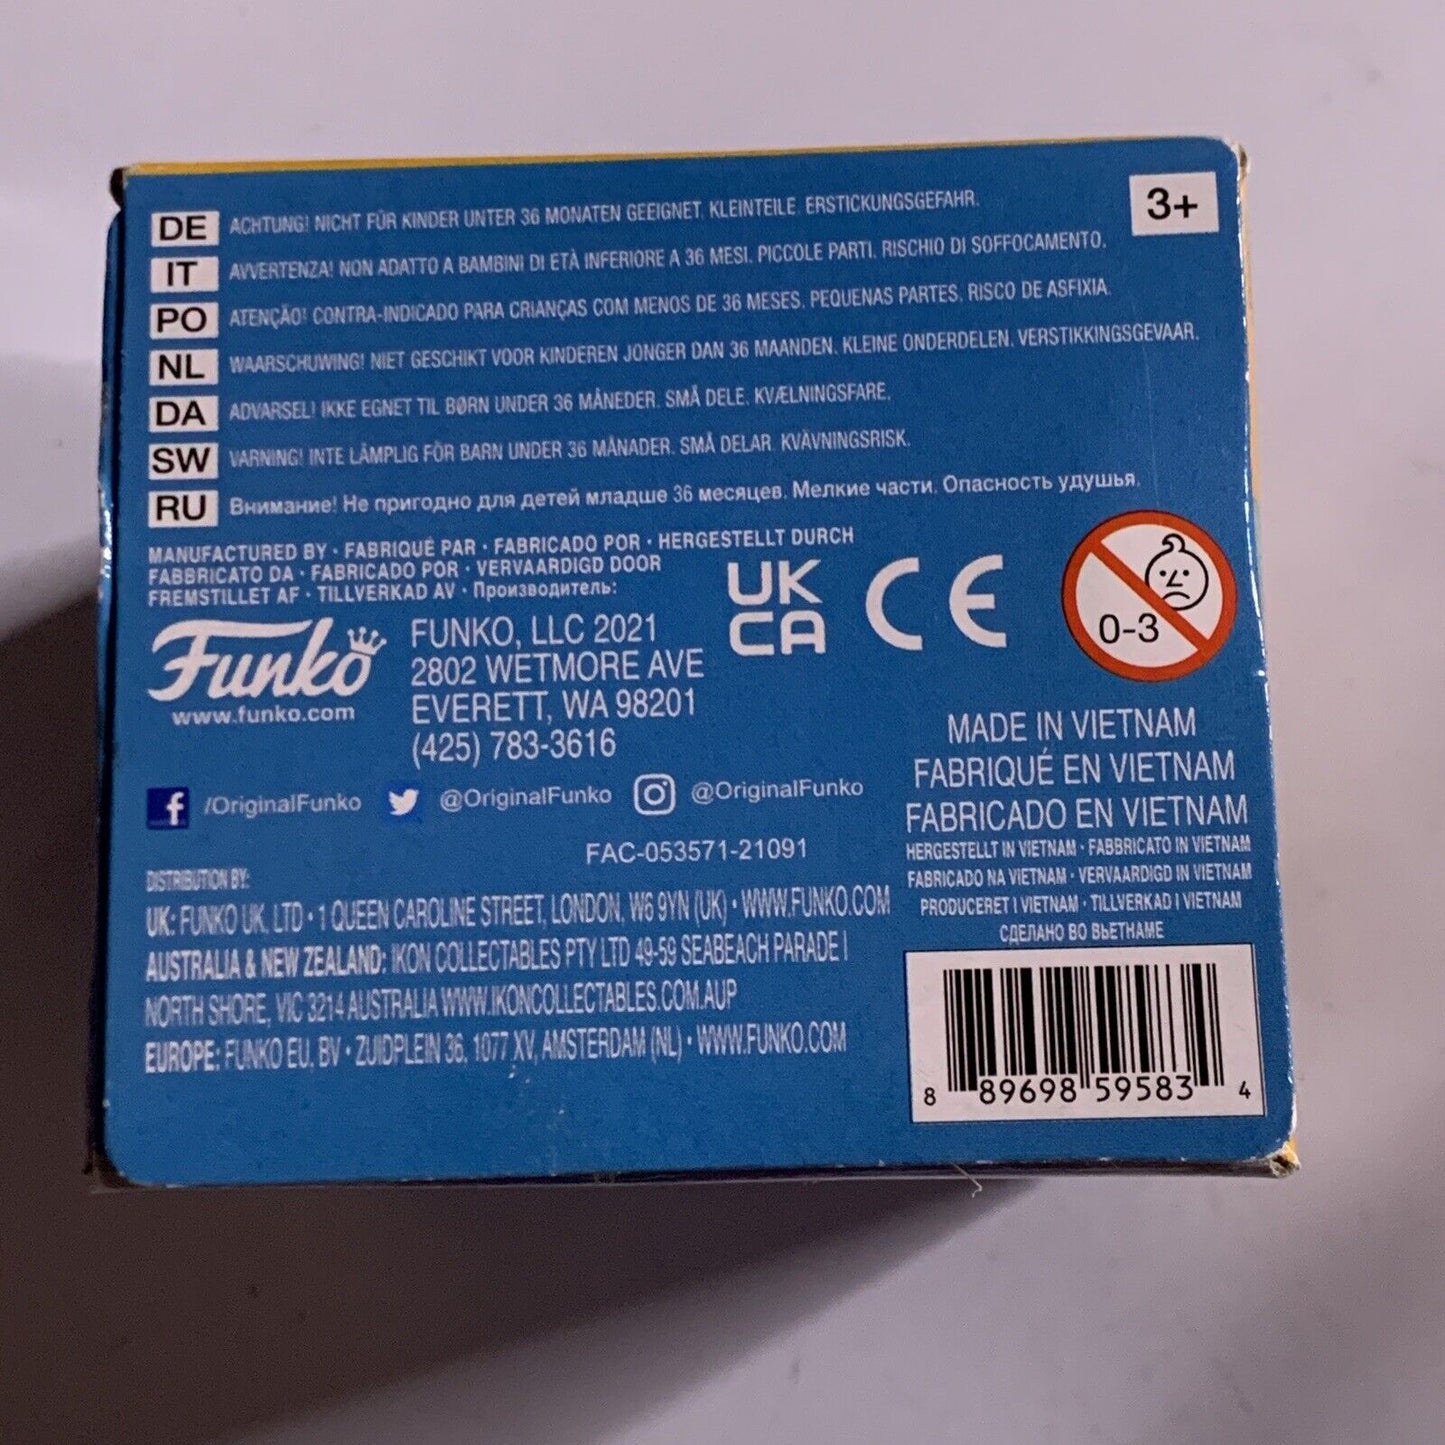 3+
DE ACHTUNG! NICHT FÜR KINDER UNTER 36 MONATEN GEEIGNET. KLEINTEILE. ERSTICKUNGSGEFAHR.
IT AVVERTENZA! NON ADATTO A BAMBINI DI ETÀ INFERIORE A 36 MESI. PICCOLE PARTI. RISCHIO DI SOFFOCAMENTO.
PO ATENÇÃO! CONTRA-INDICADO PARA CRIANÇAS COM MENOS DE 36 MESES. PEQUENAS PARTES. RISCO DE ASFIXIA.
NL WAARSCHUWING! NIET GESCHIKT VOOR KINDEREN JONGER DAN 36 MAANDEN. KLEINE ONDERDELEN. VERSTIKKINGSGEVAAR.
DA ADVARSEL! IKKE EGNET TIL BØRN UNDER 36 MÅNEDER. SMÅ DELE. KVÆLNINGSFARE.
SW VARNING! INTE LÄMPLIG FÖR BARN UNDER 36 MÅNADER. SMÅ DELAR. KVÄVNINGSRISK.
RU Внимание! Не пригодно для детей младше 36 месяцев. Мелкие части. Опасность удушья.
MANUFACTURED BY · FABRIQUÉ PAR · FABRICADO POR · HERGESTELLT DURCH
FABBRICATO DA · FABRICADO POR · VERVAARDIGD DOOR
FREMSTILLET AF · TILLVERKAD AV · Производитель:
UK
CA
CE
0-3
Funko
www.funko.com
FUNKO, LLC 2021
2802 WETMORE AVE
EVERETT, WA 98201
(425) 783-3616
f /OriginalFunko @OriginalFunko @OriginalFunko
FAC-053571-21091
DISTRIBUTION BY:
UK: FUNKO UK, LTD · 1 QUEEN CAROLINE STREET, LONDON, W6 9YN (UK) · WWW.FUNKO.COM
AUSTRALIA & NEW ZEALAND: IKON COLLECTABLES PTY LTD 49-59 SEABEACH PARADE |
NORTH SHORE, VIC 3214 AUSTRALIA WWW.IKONCOLLECTABLES.COM.AUP
EUROPE: FUNKO EU, BV · ZUIDPLEIN 36, 1077 XV, AMSTERDAM (NL) · WWW.FUNKO.COM
MADE IN VIETNAM
FABRIQUÉ EN VIETNAM
FABRICADO EN VIETNAM
HERGESTELLT IN VIETNAM · FABBRICATO IN VIETNAM
FABRICADO NA VIETNAM · VERVAARDIGD IN VIETNAM
PRODUCERET I VIETNAM · TILLVERKAD I VIETNAM
СДЕЛАНО ВО ВЬЕТНАМЕ
8 89698 59583 4